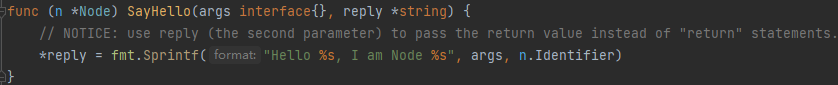 func (n *Node) SayHello(args interface{}, reply *string) {
// NOTICE: use reply (the second parameter) to pass the return value instead of "return" statements.
*reply = fmt.Sprintf( format: "Hello %s, I am Node %s", args, n.Identifier)
}